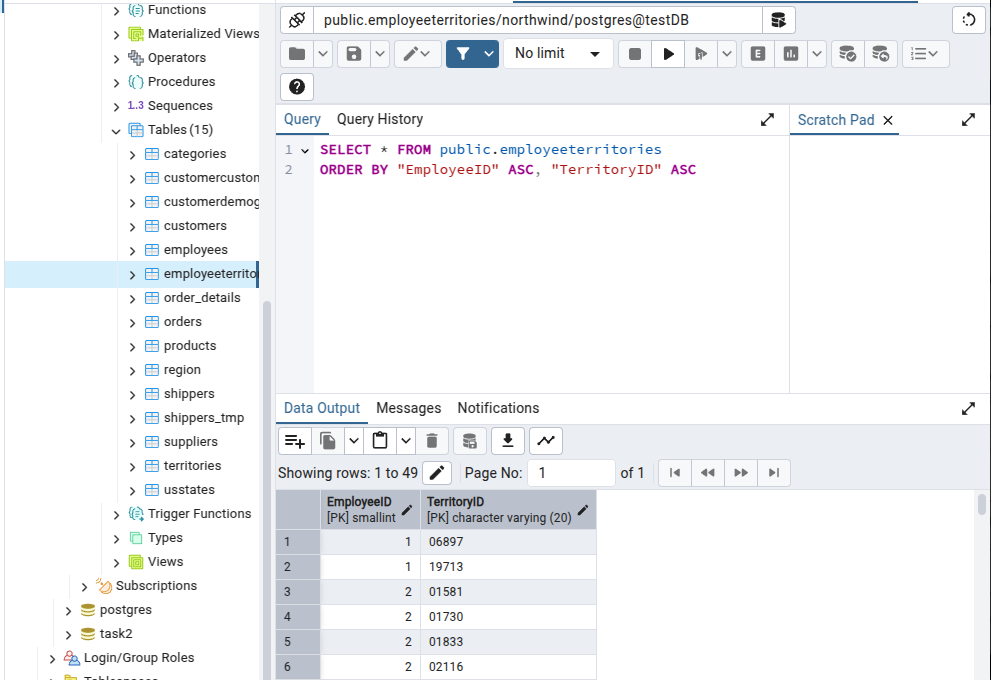 Functions
Materialized Views
Operators
Procedures
1..3 Sequences
Tables (15)
categories
customercuston
customerdemog
customers
employees
employeeterrito
order_details
orders
products
region
shippers
shippers_tmp
suppliers
territories
usstates
Trigger Functions
Types
Views
Subscriptions
postgres
task2
Login/Group Roles
Tablespaces
public.employeeterritories/northwind/postgres@testDB
No limit
E
Query Query History
Scratch Pad
1 SELECT * FROM public.employeeterritories
2 ORDER BY "EmployeeID" ASC, "TerritoryID" ASC
Data Output Messages Notifications
Showing rows: 1 to 49 Page No: 1 of 1
EmployeeID TerritoryID
[PK] smallint [PK] character varying (20)
1 1 06897
2 1 19713
3 2 01581
4 2 01730
5 2 01833
6 2 02116